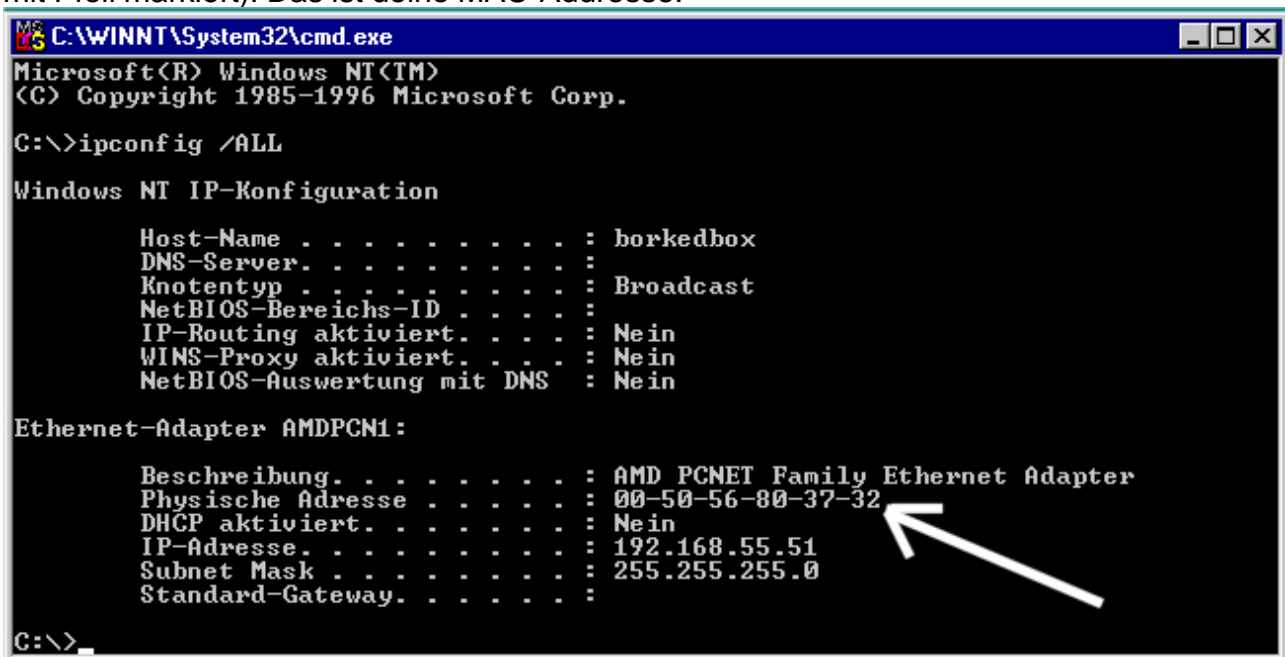 mit Pfeil markiert). Das ist deine MAC-Addresse.
C:\WINNT\System32\cmd.exe
Microsoft(R) Windows NT(TM)
(C) Copyright 1985-1996 Microsoft Corp.
C:\>ipconfig /ALL
Windows NT IP-Konfiguration
Host-Name . . . . . . . . . : borkedbox
DNS-Server. . . . . . . . . :
Knotentyp . . . . . . . . . : Broadcast
NetBIOS-Bereichs-ID . . . . :
IP-Routing aktiviert. . . . : Nein
WINS-Proxy aktiviert. . . . : Nein
NetBIOS-Auswertung mit DNS  : Nein
Ethernet-Adapter AMDPCN1:
Beschreibung. . . . . . . . : AMD PCNET Family Ethernet Adapter
Physische Adresse . . . . . : 00-50-56-80-37-32
DHCP aktiviert. . . . . . . : Nein
IP-Adresse. . . . . . . . . : 192.168.55.51
Subnet Mask . . . . . . . . : 255.255.255.0
Standard-Gateway. . . . . . :
C:\>_